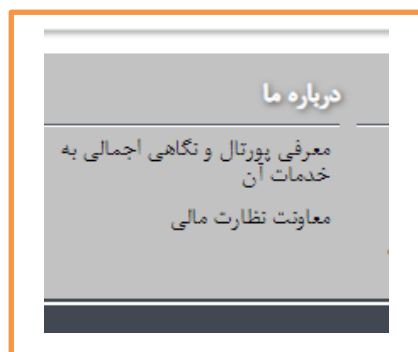 درباره ما
معرفی پورتال و نگاهی اجمالی به
خدمات آن
معاونت نظارت مالی